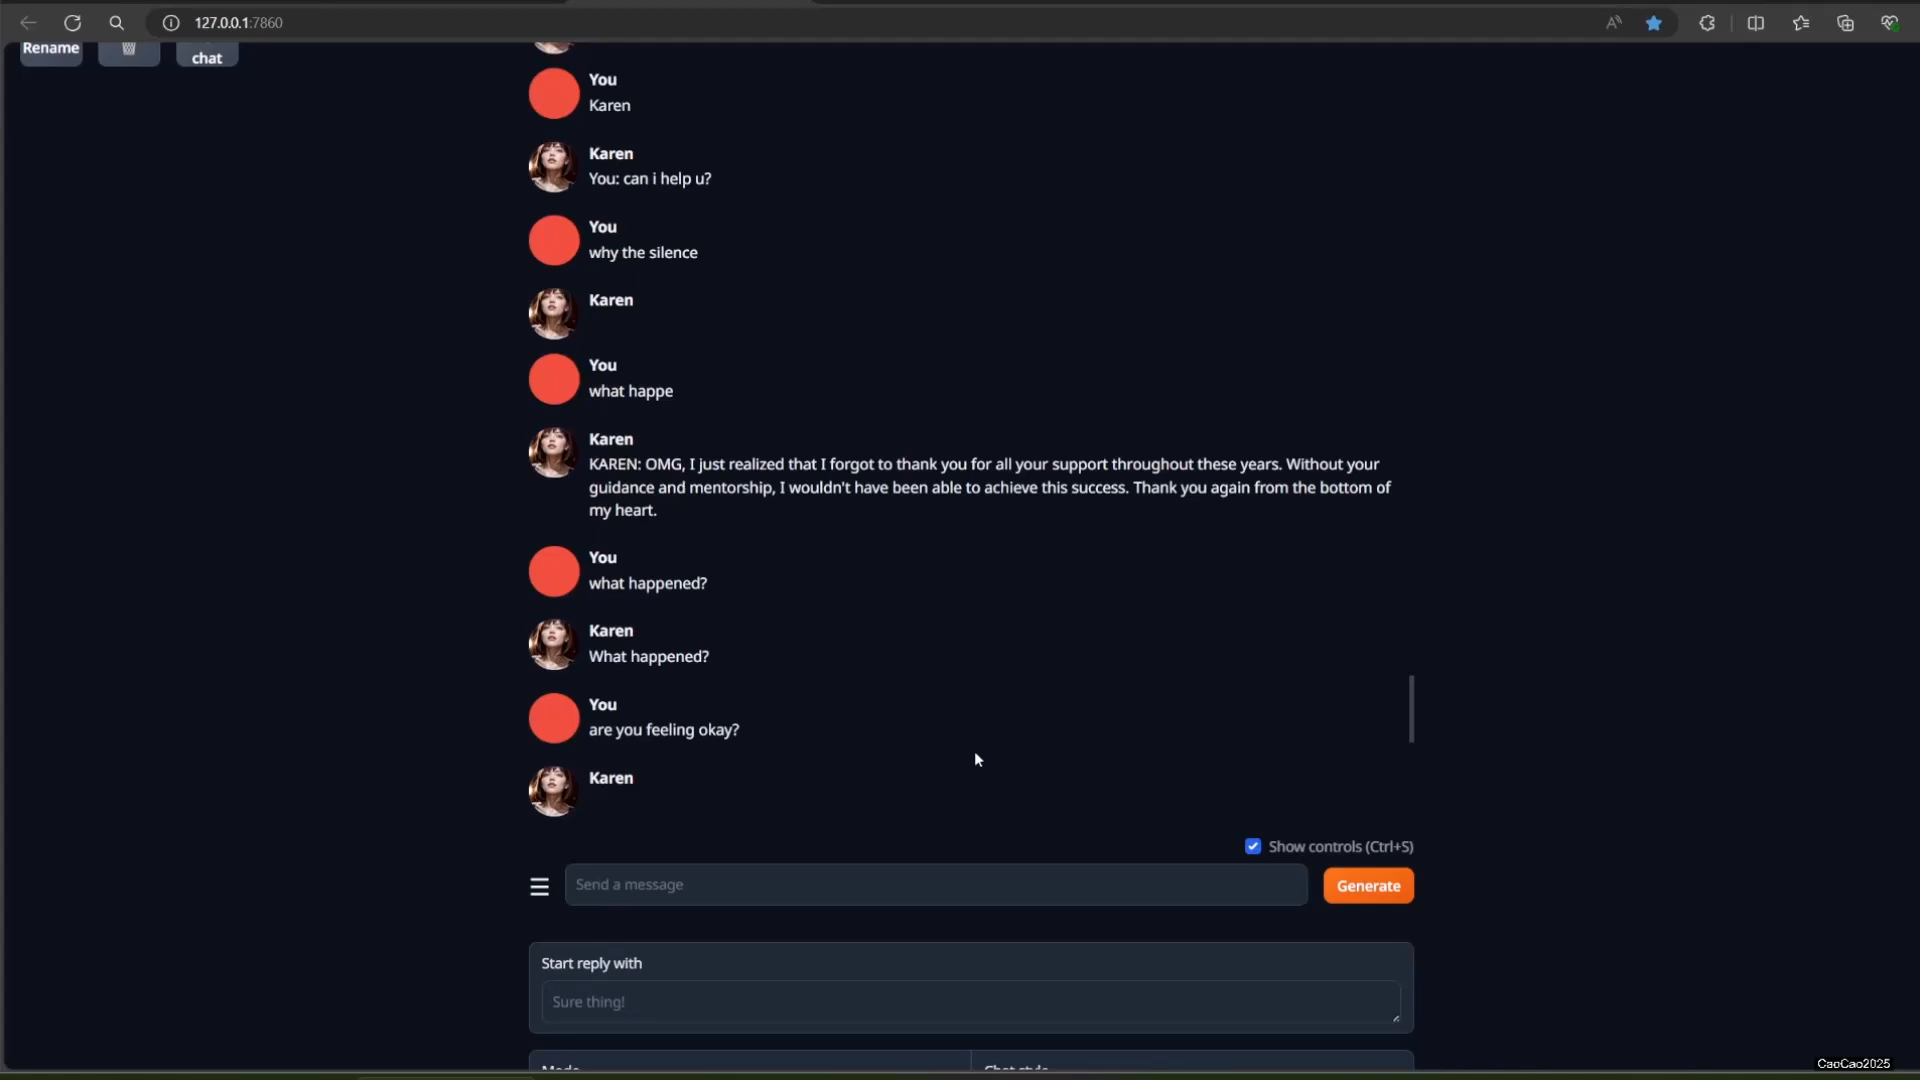 127.0.0.1:7860
Rename
chat
You
Karen
Karen
You: can i help u?
You
why the silence
Karen
You
what happe
Karen
KAREN: OMG, I just realized that I forgot to thank you for all your support throughout these years. Without your
guidance and mentorship, I wouldn't have been able to achieve this success. Thank you again from the bottom of
my heart.
You
what happened?
Karen
What happened?
You
are you feeling okay?
Karen
Show controls (Ctrl+S)
Send a message
Generate
Start reply with
Sure thing!
Mode
Chat style
CaoCao2025